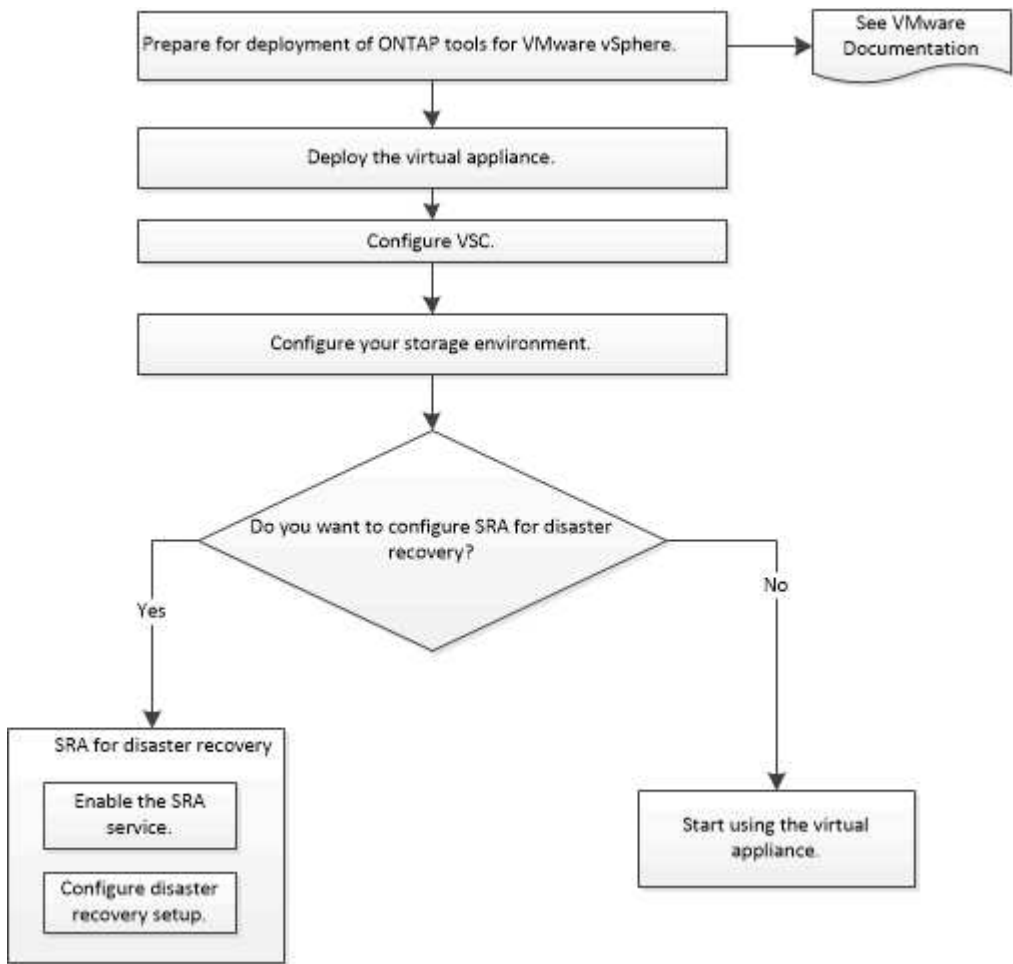 Prepare for deployment of ONTAP tools for VMware vSphere.
See VMware
Documentation
Deploy the virtual appliance.
Configure VSC.
Configure your storage environment.
Do you want to configure SRA for disaster
recovery?
Yes
No
SRA for disaster recovery
Enable the SRA
service.
Configure disaster
recovery setup.
Start using the virtual
appliance.